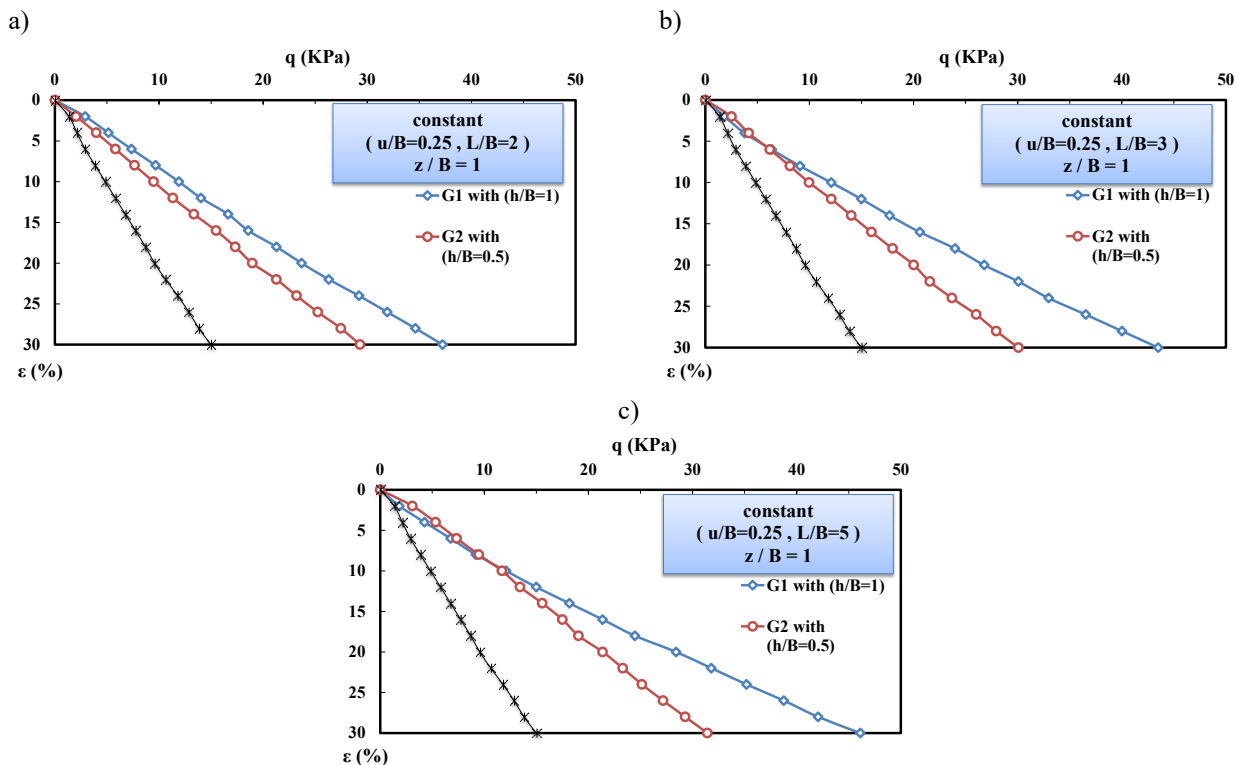 a)
q (KPa)
0 10 20 30 40 50
0
5
10
15
20
25
30
ε (%)
constant
( u/B=0.25 , L/B=2 )
z / B = 1
G1 with (h/B=1)
G2 with
(h/B=0.5)
b)
q (KPa)
0 10 20 30 40 50
0
5
10
15
20
25
30
ε (%)
constant
( u/B=0.25 , L/B=3 )
z / B = 1
G1 with (h/B=1)
G2 with
(h/B=0.5)
c)
q (KPa)
0 10 20 30 40 50
0
5
10
15
20
25
30
ε (%)
constant
( u/B=0.25 , L/B=5 )
z / B = 1
G1 with (h/B=1)
G2 with
(h/B=0.5)